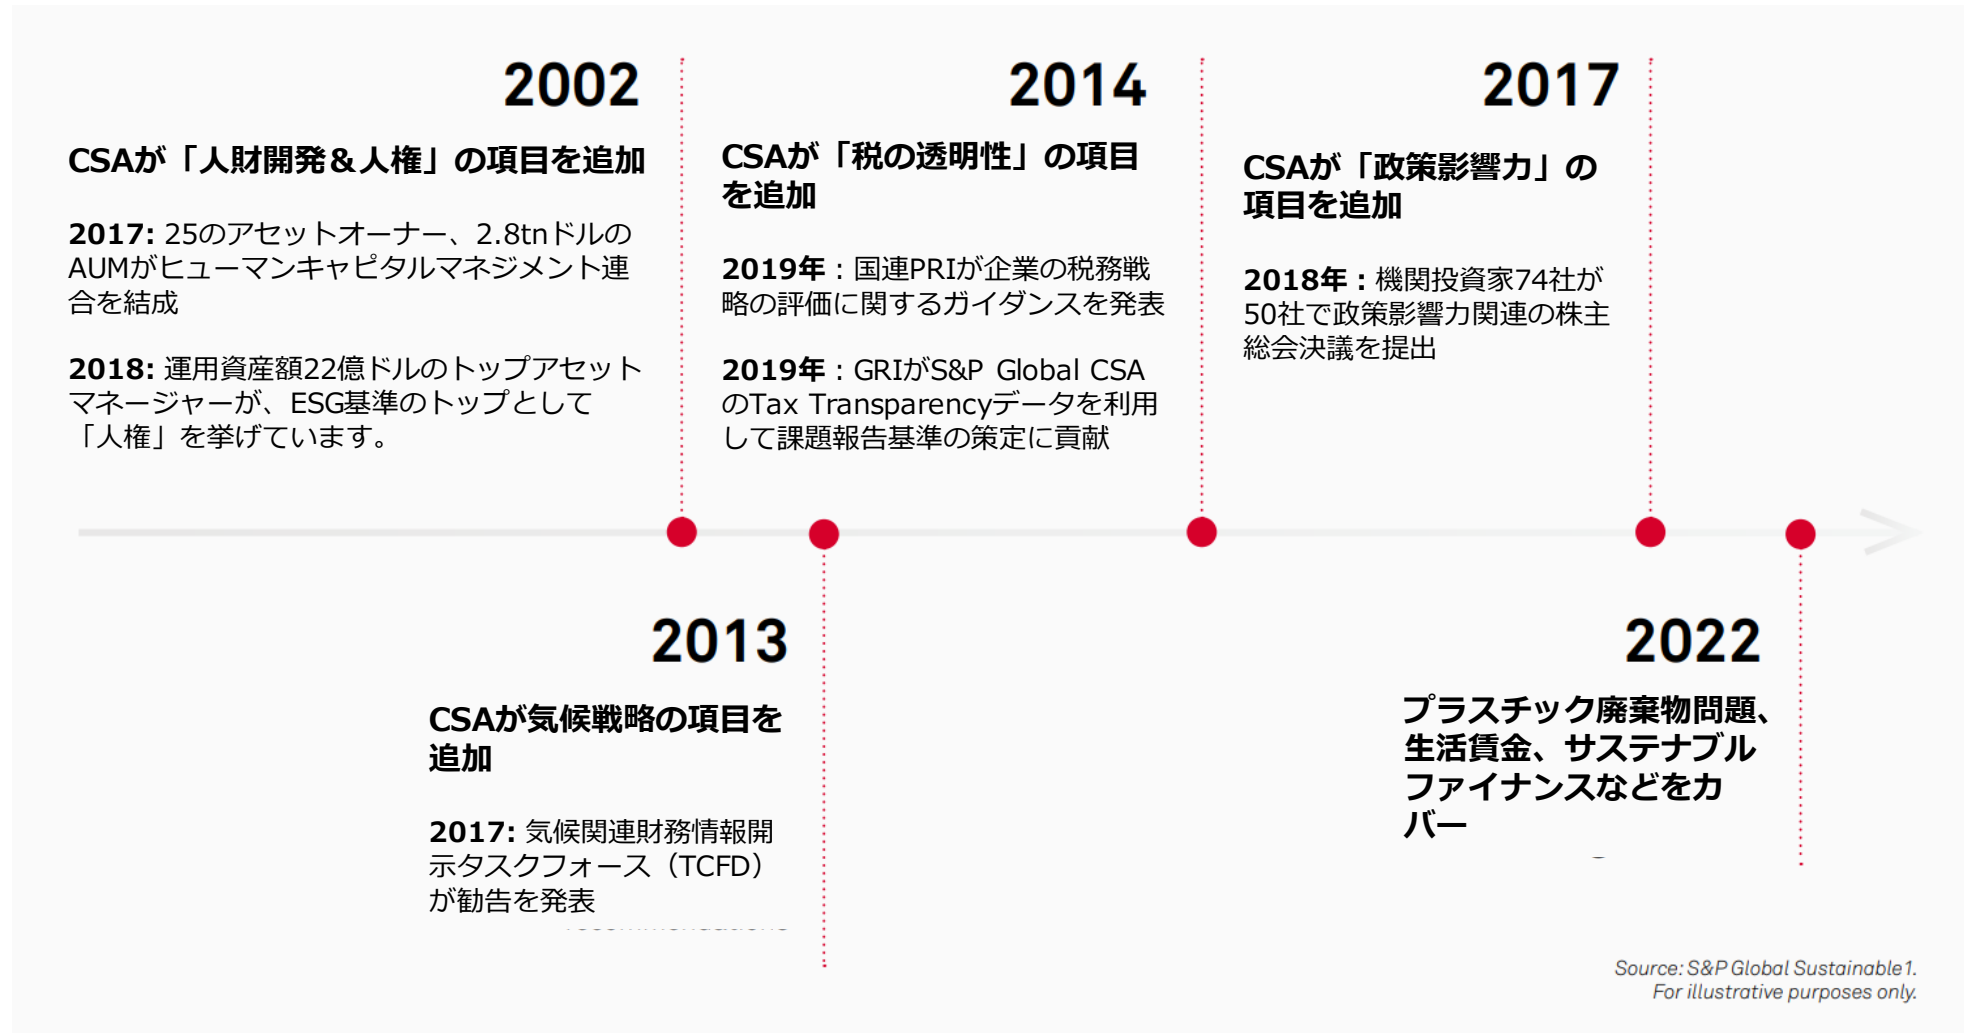 2002
CSAが「人財開発＆人権」の項目を追加
2017: 25のアセットオーナー、2.8tnドルの
AUMがヒューマンキャピタルマネジメント連
合を結成
2018: 運用資産額22億ドルのトップアセット
マネージャーが、ESG基準のトップとして
「人権」を挙げています。
2013
CSAが気候戦略の項目を
追加
2017: 気候関連財務情報開
示タスクフォース（TCFD）
が勧告を発表
2014
CSAが「税の透明性」の項目
を追加
2019年：国連PRIが企業の税務戦
略の評価に関するガイダンスを発表
2019年：GRIがS&P Global CSA
のTax Transparencyデータを利用
して課題報告基準の策定に貢献
2017
CSAが「政策影響力」の
項目を追加
2018年：機関投資家74社が
50社で政策影響力関連の株主
総会決議を提出
2022
プラスチック廃棄物問題、
生活賃金、サステナブル
ファイナンスなどをカ
バー
Source: S&P Global Sustainable1.
For illustrative purposes only.